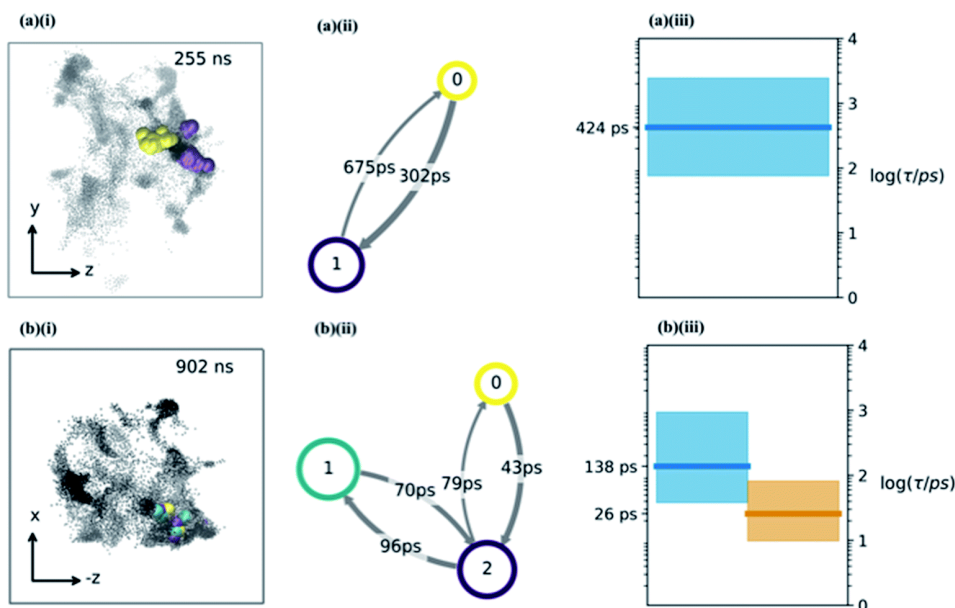 (a)(i)
255 ns
y
z
(a)(ii)
0
675ps
302ps
1
(a)(iii)
424 ps
4
3
2
1
0
log(τ/ps)
(b)(i)
902 ns
x
-z
(b)(ii)
0
1
70ps
79ps
43ps
96ps
2
(b)(iii)
138 ps
26 ps
4
3
2
1
0
log(τ/ps)